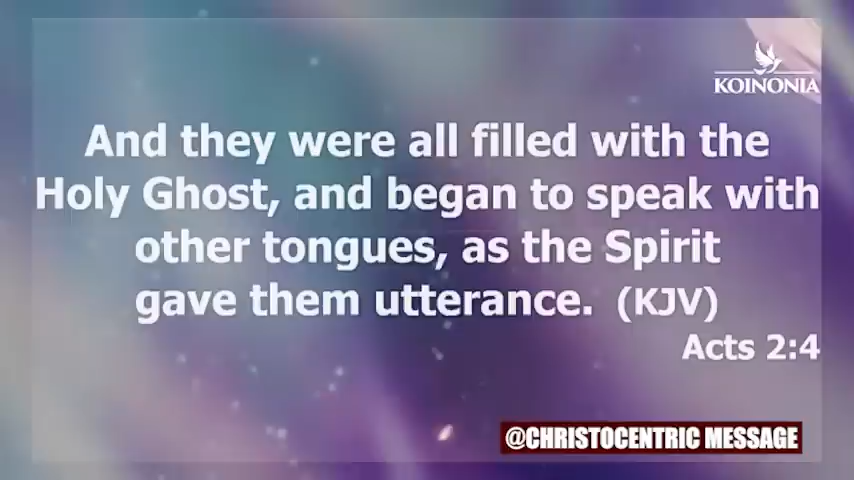 KOINONIA
And they were all filled with the
Holy Ghost, and began to speak with
other tongues, as the Spirit
gave them utterance. (KJV)
Acts 2:4
@CHRISTOCENTRIC MESSAGE